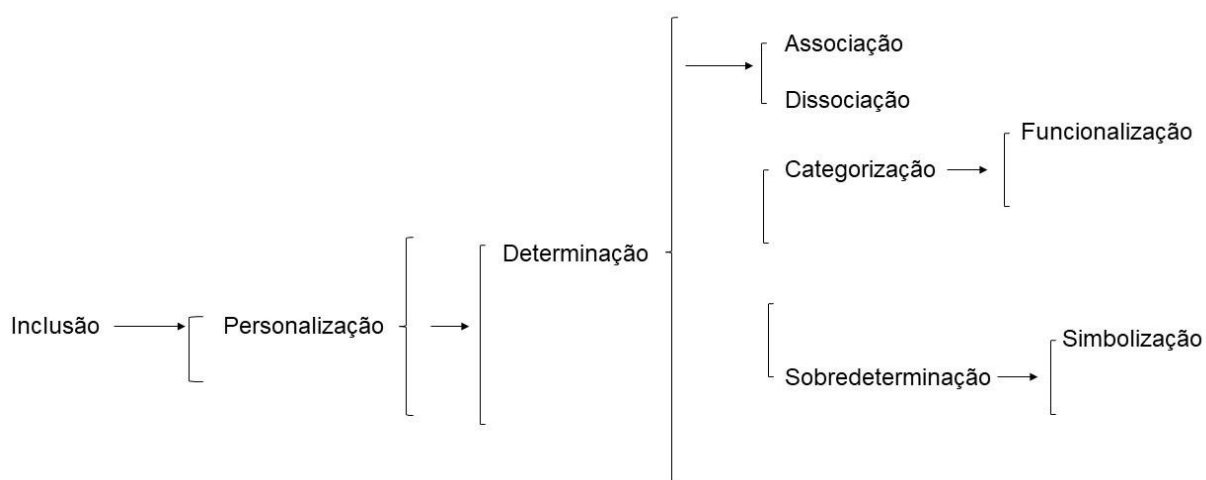 Associação
Dissociação
Funcionalização
Categorização
Determinação
Inclusão
Personalização
Simbolização
Sobredeterminação